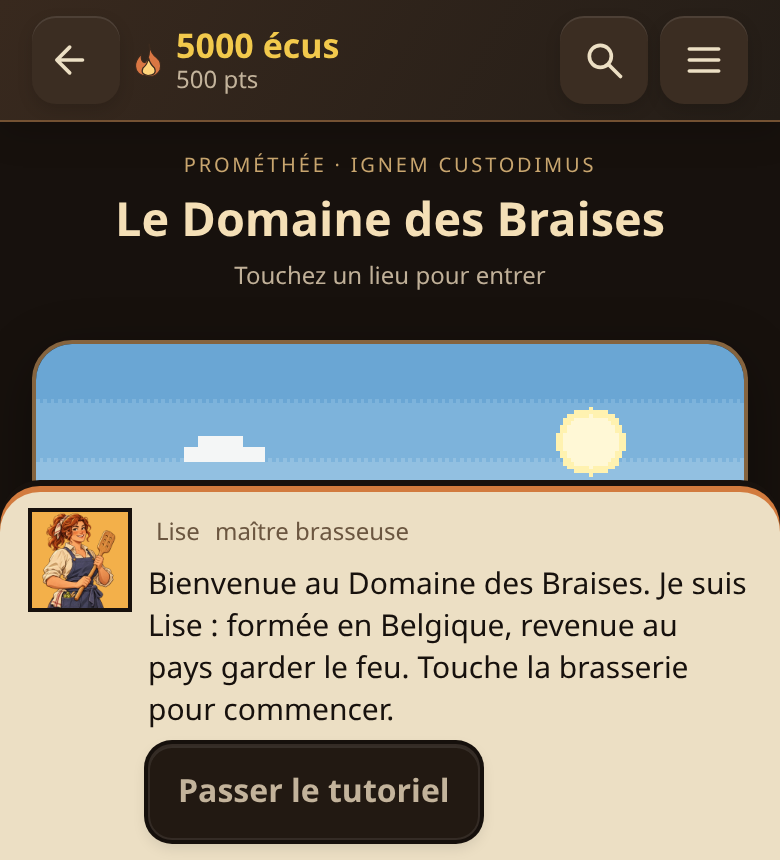 5000 écus
500 pts
PROMÉTHÉE · IGNEM CUSTODIMUS
Le Domaine des Braises
Touchez un lieu pour entrer
Lise maître brasseuse
Bienvenue au Domaine des Braises. Je suis
Lise : formée en Belgique, revenue au
pays garder le feu. Touche la brasserie
pour commencer.
Passer le tutoriel